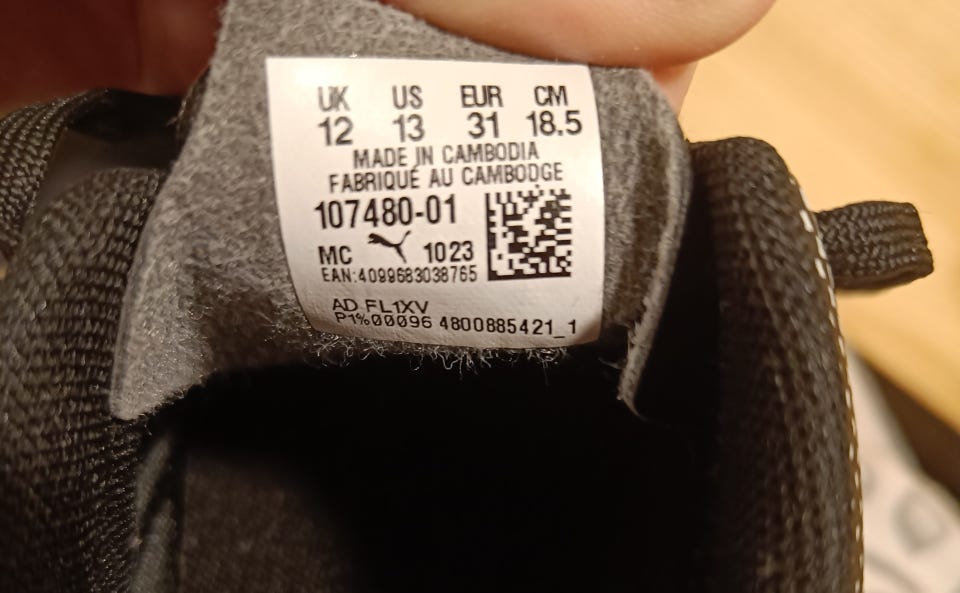 UK US EUR CM
12 13 31 18.5
MADE IN CAMBODIA
FABRIQUÉ AU CAMBODGE
107480-01
MC 1023
EAN:4099683038765
AD FL1XV
P1%00096 4800885421_1